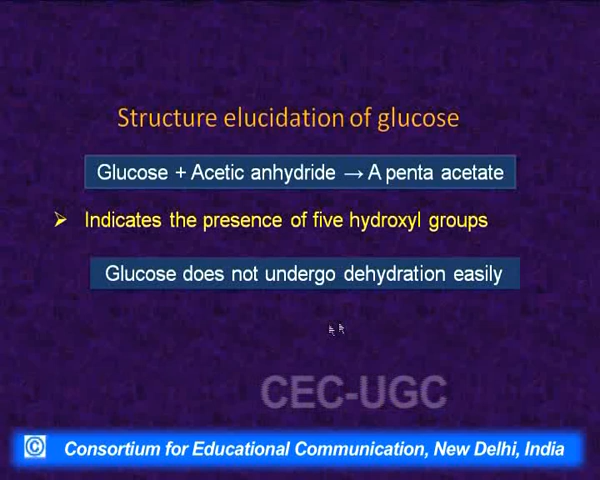 Structure elucidation of glucose
Glucose + Acetic anhydride → A penta acetate
➢ Indicates the presence of five hydroxyl groups
Glucose does not undergo dehydration easily
CEC-UGC
© Consortium for Educational Communication, New Delhi, India